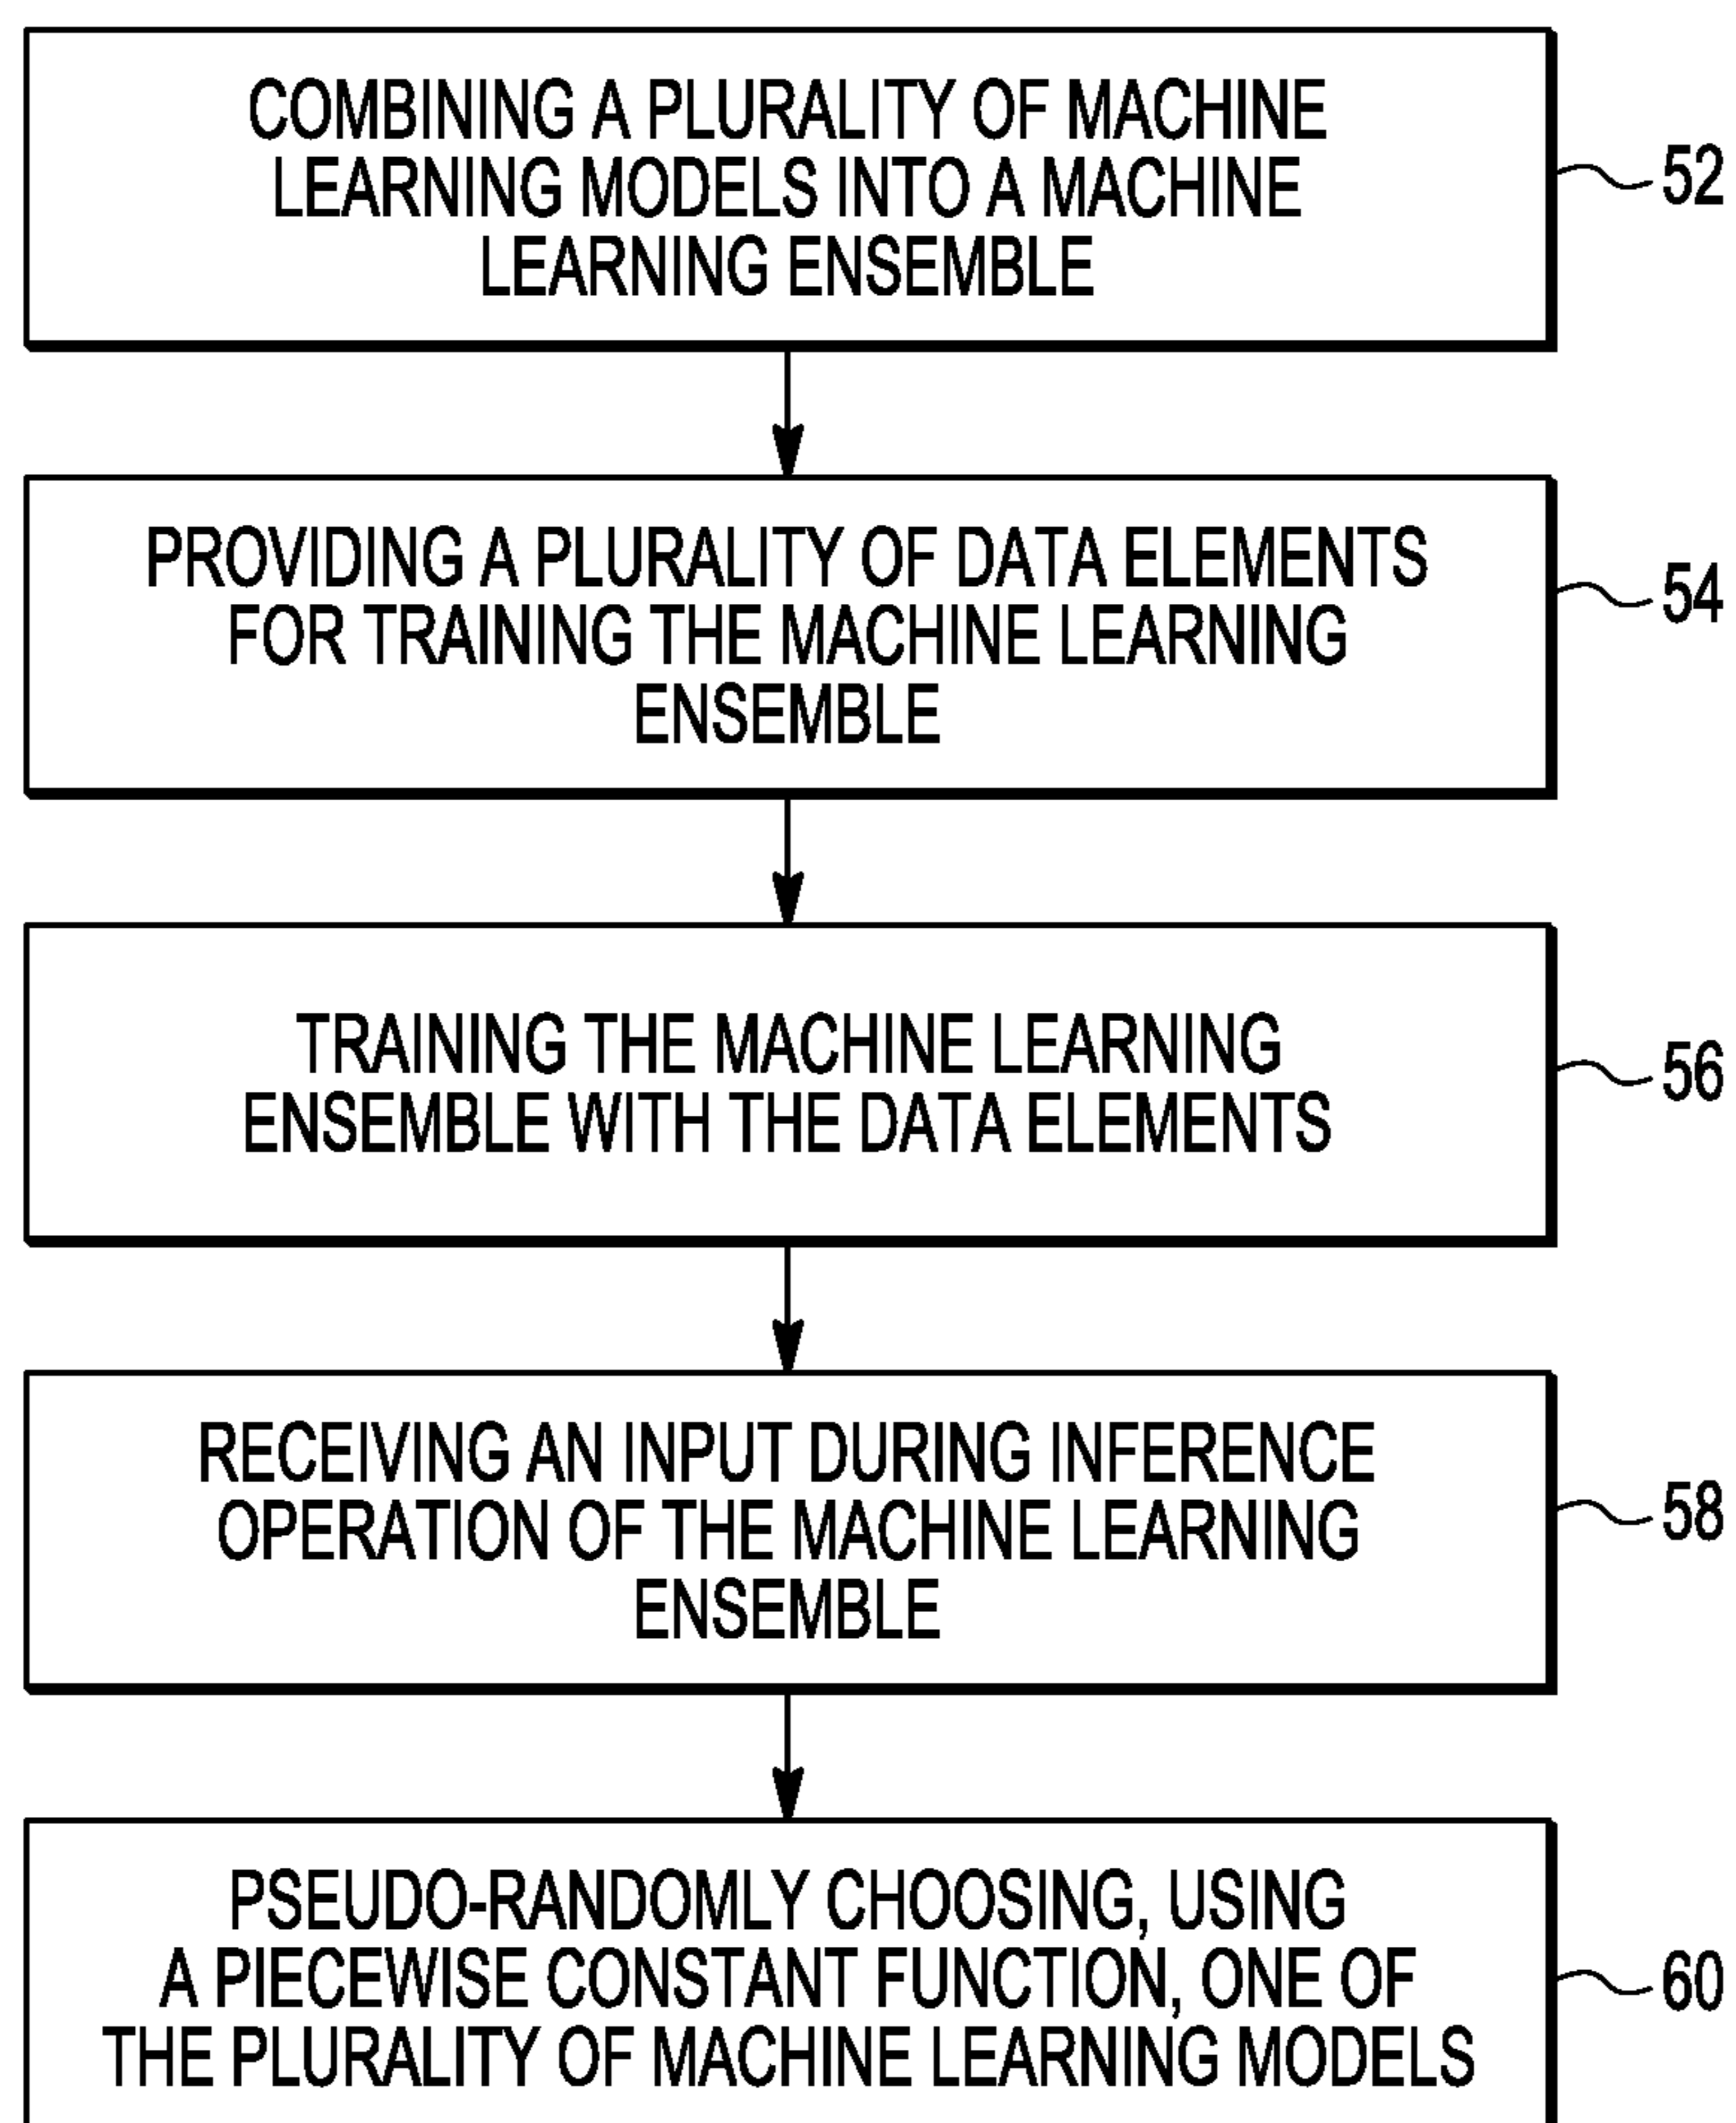 COMBINING A PLURALITY OF MACHINE
LEARNING MODELS INTO A MACHINE
LEARNING ENSEMBLE
52
PROVIDING A PLURALITY OF DATA ELEMENTS
FOR TRAINING THE MACHINE LEARNING
ENSEMBLE
54
TRAINING THE MACHINE LEARNING
ENSEMBLE WITH THE DATA ELEMENTS
56
RECEIVING AN INPUT DURING INFERENCE
OPERATION OF THE MACHINE LEARNING
ENSEMBLE
58
PSEUDO-RANDOMLY CHOOSING, USING
A PIECEWISE CONSTANT FUNCTION, ONE OF
THE PLURALITY OF MACHINE LEARNING MODELS
60